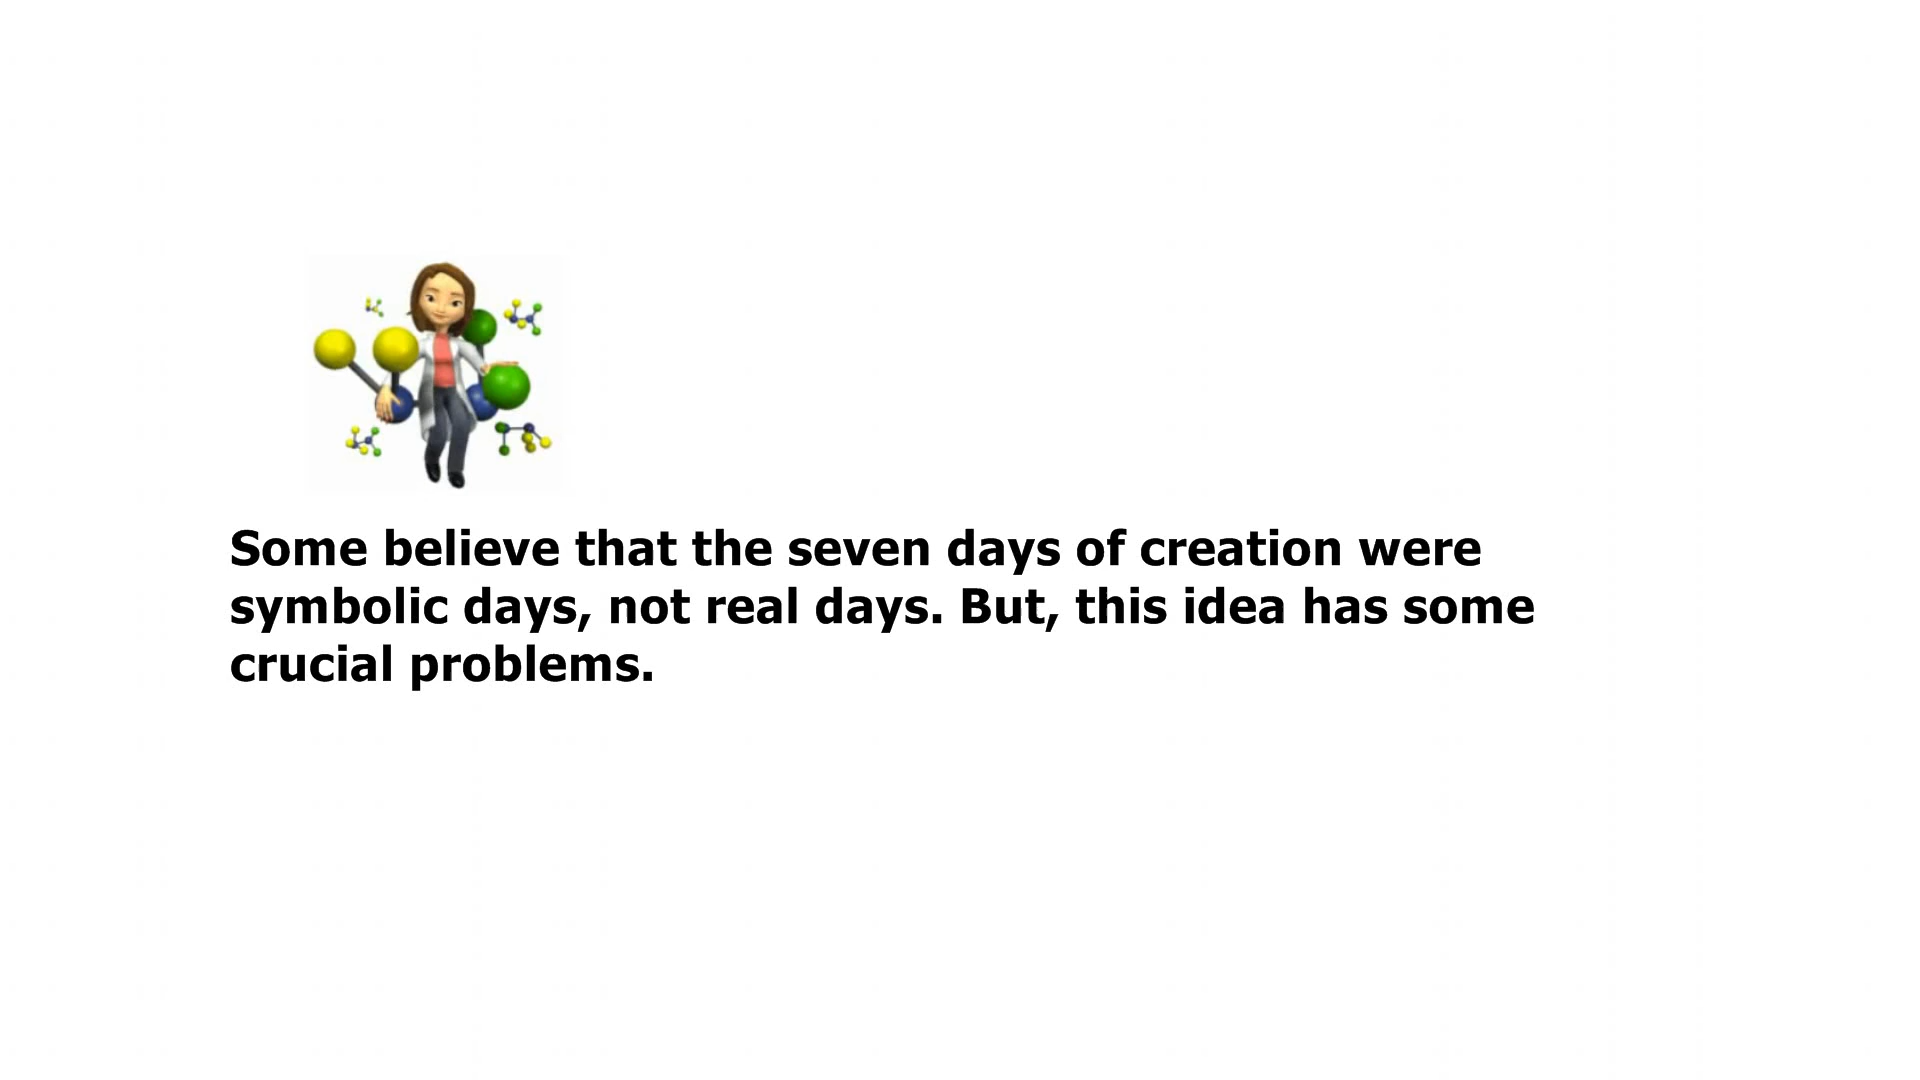 Some believe that the seven days of creation were
symbolic days, not real days. But, this idea has some
crucial problems.